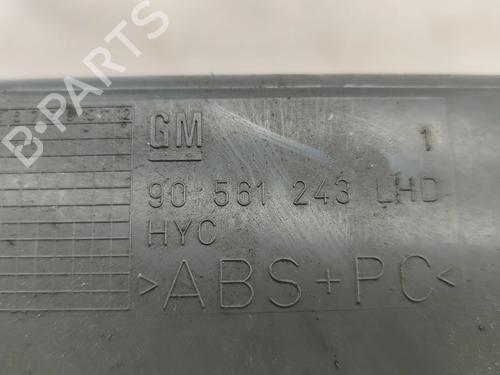 B-PARTS
GM 1
90 561 243 LHD
HYC
>ABS+PC<